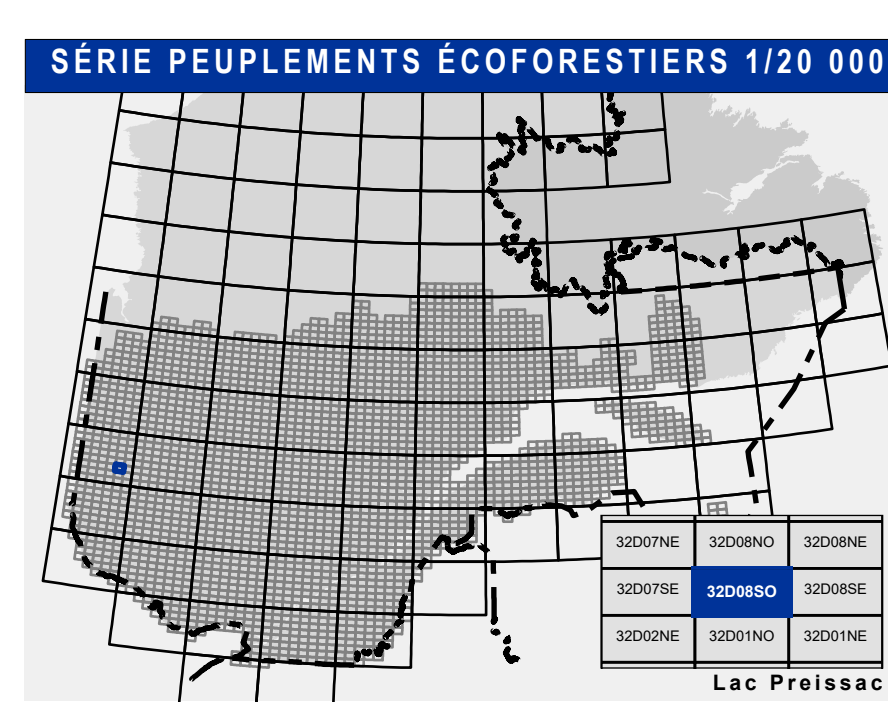 SÉRIE PEUPLEMENTS ÉCOFORESTIERS 1/20 000
32D07NE 32D08NO 32D08NE
32D07SE 32D08SO 32D08SE
32D02NE 32D01NO 32D01NE
Lac Preissac